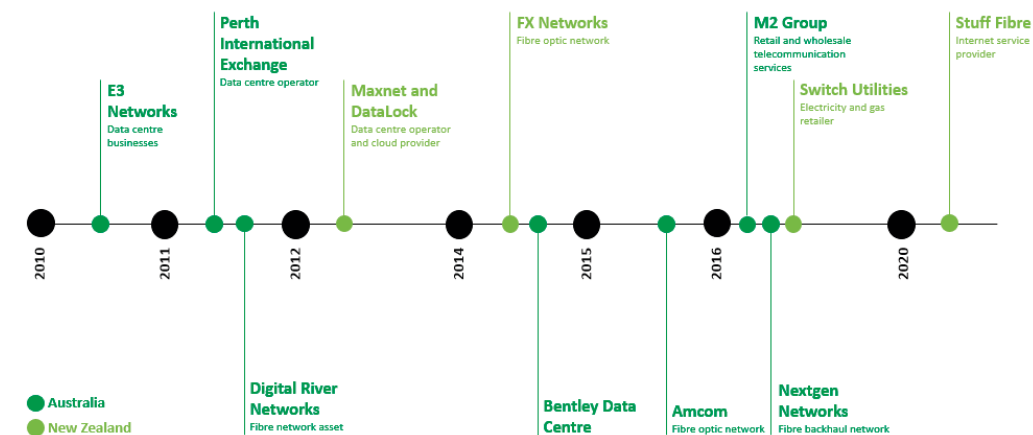 Perth
International
Exchange
Data centre operator
FX Networks
Fibre optic network
M2 Group
Retail and wholesale
telecommunication
services
Stuff Fibre
Internet service
provider
E3
Networks
Data centre
businesses
Maxnet and
DataLock
Data centre operator
and cloud provider
Switch Utilities
Electricity and gas
retailer
2010
2011
2012
2014
2015
2016
2020
Digital River
Networks
Fibre network asset
Bentley Data
Centre
Amcom
Fibre optic network
Nextgen
Networks
Fibre backhaul network
Australia
New Zealand